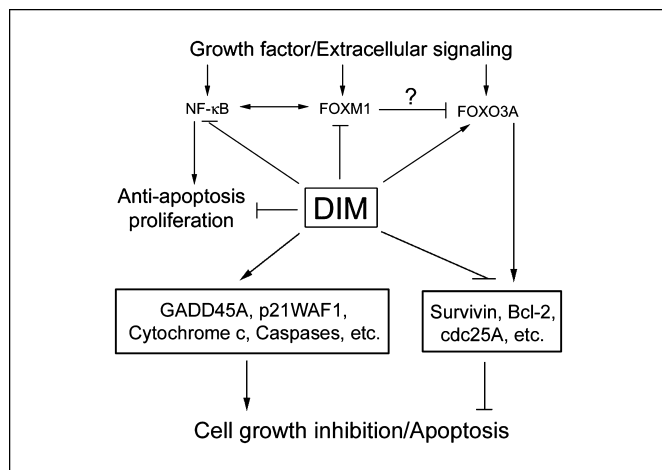 Growth factor/Extracellular signaling
?
NF-κB
FOXM1
FOXO3A
Anti-apoptosis
proliferation
DIM
GADD45A, p21WAF1,
Cytochrome c, Caspases, etc.
Survivin, Bcl-2,
cdc25A, etc.
Cell growth inhibition/Apoptosis